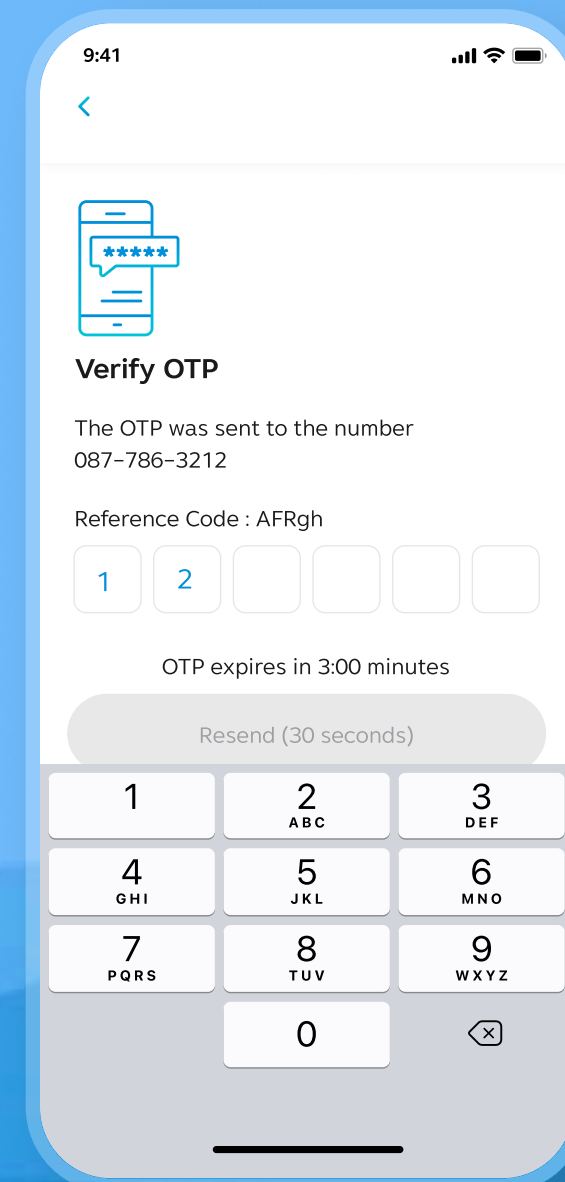 9:41
*****
Verify OTP
The OTP was sent to the number
087-786-3212
Reference Code : AFRgh
1 2
OTP expires in 3:00 minutes
Resend (30 seconds)
1 2 3
ABC DEF
4 5 6
GHI JKL MNO
7 8 9
PQRS TUV WXYZ
0